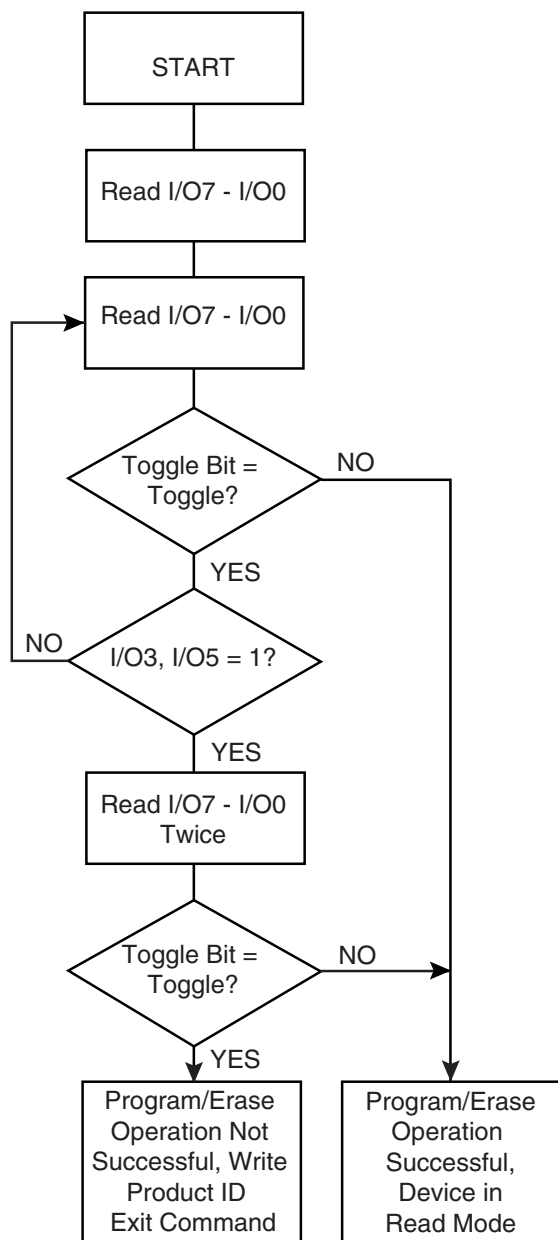 START
Read I/O7 - I/O0
Read I/O7 - I/O0
Toggle Bit =
Toggle?
NO
YES
NO
I/O3, I/O5 = 1?
YES
Read I/O7 - I/O0
Twice
Toggle Bit =
Toggle?
NO
YES
Program/Erase
Operation Not
Successful, Write
Product ID
Exit Command
Program/Erase
Operation
Successful,
Device in
Read Mode